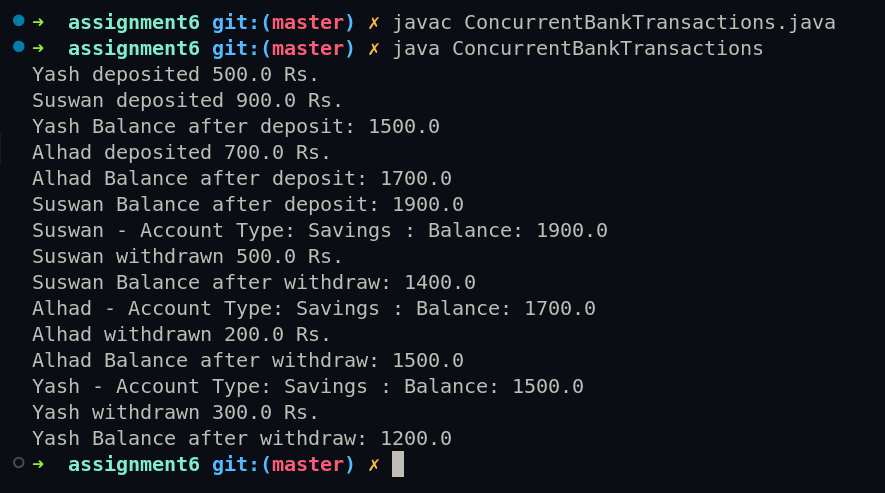 ➜ assignment6 git:(master) ✗ javac ConcurrentBankTransactions.java
➜ assignment6 git:(master) ✗ java ConcurrentBankTransactions
Yash deposited 500.0 Rs.
Suswan deposited 900.0 Rs.
Yash Balance after deposit: 1500.0
Alhad deposited 700.0 Rs.
Alhad Balance after deposit: 1700.0
Suswan Balance after deposit: 1900.0
Suswan - Account Type: Savings : Balance: 1900.0
Suswan withdrawn 500.0 Rs.
Suswan Balance after withdraw: 1400.0
Alhad - Account Type: Savings : Balance: 1700.0
Alhad withdrawn 200.0 Rs.
Alhad Balance after withdraw: 1500.0
Yash - Account Type: Savings : Balance: 1500.0
Yash withdrawn 300.0 Rs.
Yash Balance after withdraw: 1200.0
➜ assignment6 git:(master) ✗